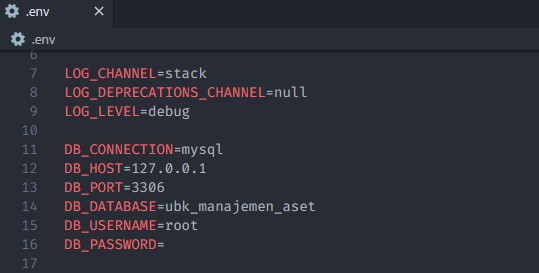 .env
.env
6
7 LOG_CHANNEL=stack
8 LOG_DEPRECATIONS_CHANNEL=null
9 LOG_LEVEL=debug
10
11 DB_CONNECTION=mysql
12 DB_HOST=127.0.0.1
13 DB_PORT=3306
14 DB_DATABASE=ubk_manajemen_aset
15 DB_USERNAME=root
16 DB_PASSWORD=
17